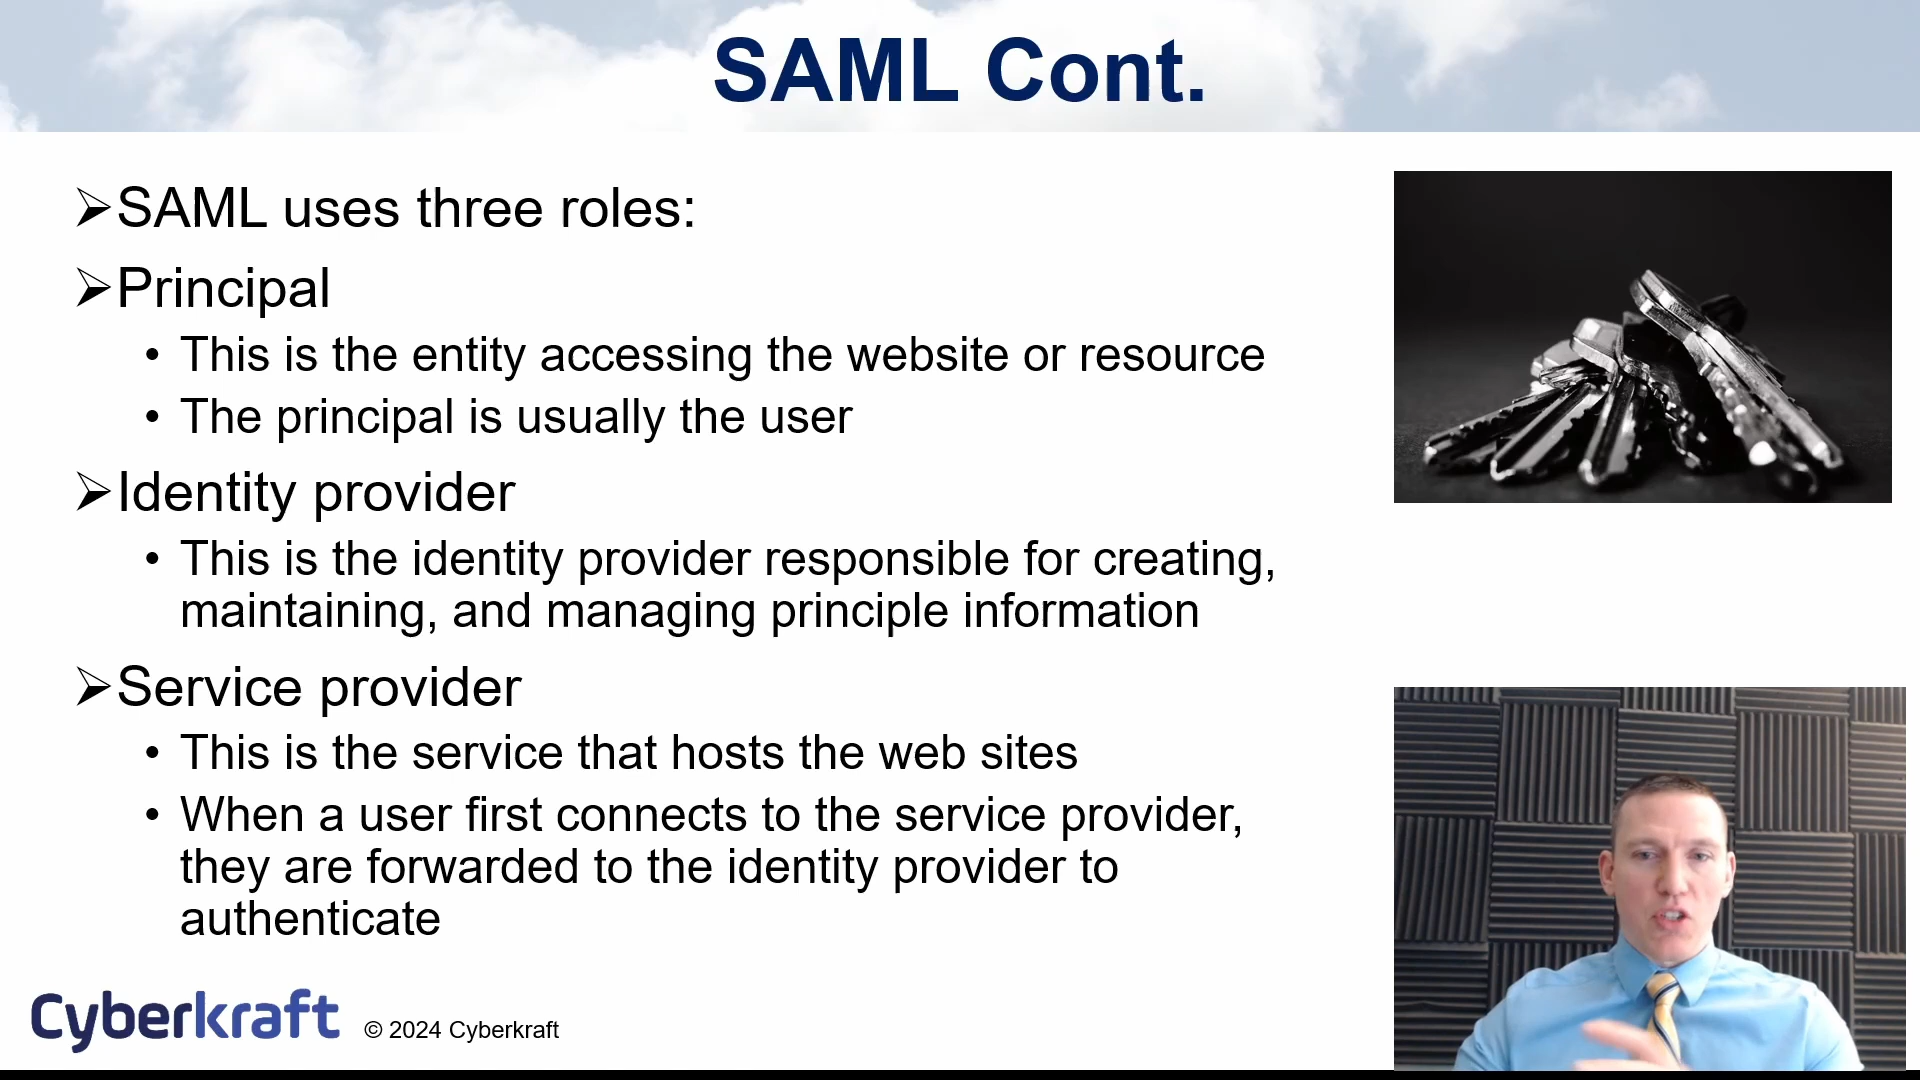 SAML Cont.
➢SAML uses three roles:
➢Principal
• This is the entity accessing the website or resource
• The principal is usually the user
➢Identity provider
• This is the identity provider responsible for creating,
maintaining, and managing principle information
➢Service provider
• This is the service that hosts the web sites
• When a user first connects to the service provider,
they are forwarded to the identity provider to
authenticate
Cyberkraft © 2024 Cyberkraft